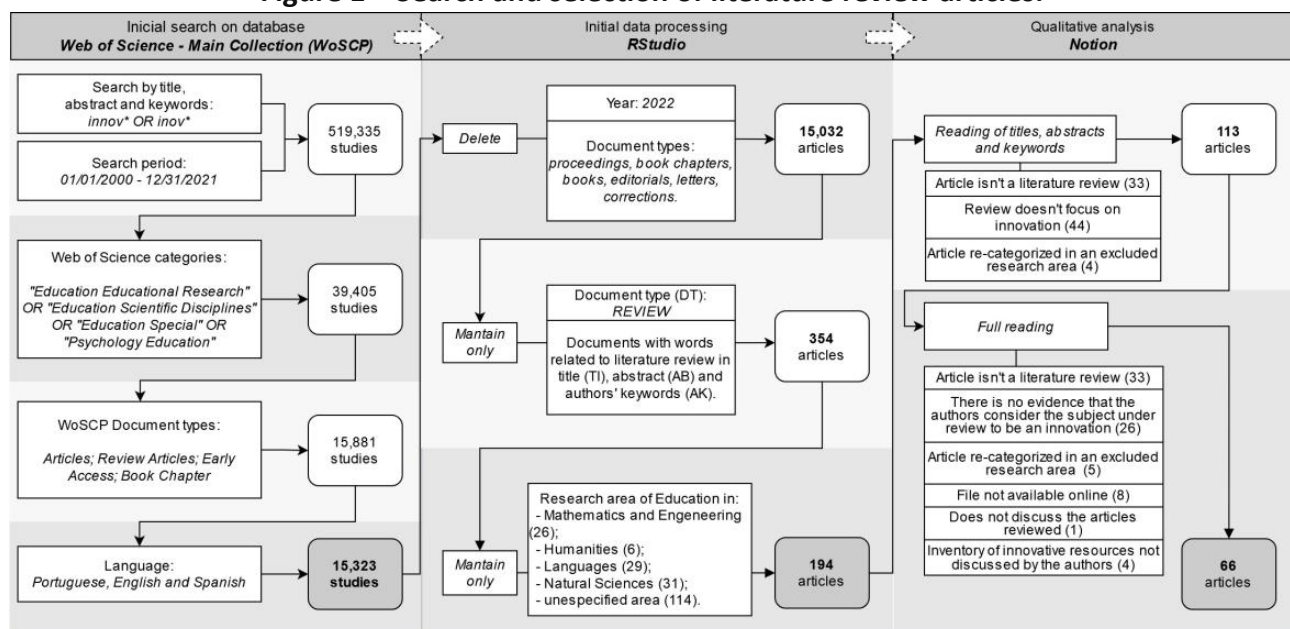 Figure 1 – Search and selection of literature review articles.
Inicial search on database
Web of Science - Main Collection (WoSCP)
Initial data processing
RStudio
Qualitative analysis
Notion
Search by title,
abstract and keywords:
innov* OR inov*
Search period:
01/01/2000 - 12/31/2021
519,335
studies
Web of Science categories:
"Education Educational Research"
OR "Education Scientific Disciplines"
OR "Education Special" OR
"Psychology Education"
39,405
studies
WoSCP Document types:
Articles; Review Articles; Early
Access; Book Chapter
15,881
studies
Language:
Portuguese, English and Spanish
15,323
studies
Delete
Year: 2022
Document types:
proceedings, book chapters,
books, editorials, letters,
corrections.
15,032
articles
Mantain
only
Document type (DT):
REVIEW
Documents with words
related to literature review in
title (TI), abstract (AB) and
authors' keywords (AK).
354
articles
Mantain
only
Research area of Education in:
- Mathematics and Engeneering
(26);
- Humanities (6);
- Languages (29);
- Natural Sciences (31);
- unespecified area (114).
194
articles
Reading of titles, abstracts
and keywords
113
articles
Article isn't a literature review (33)
Review doesn't focus on
innovation (44)
Article re-categorized in an excluded
research area (4)
Full reading
Article isn't a literature review (33)
There is no evidence that the
authors consider the subject under
review to be an innovation (26)
Article re-categorized in an excluded
research area (5)
File not available online (8)
Does not discuss the articles
reviewed (1)
Inventory of innovative resources not
discussed by the authors (4)
66
articles